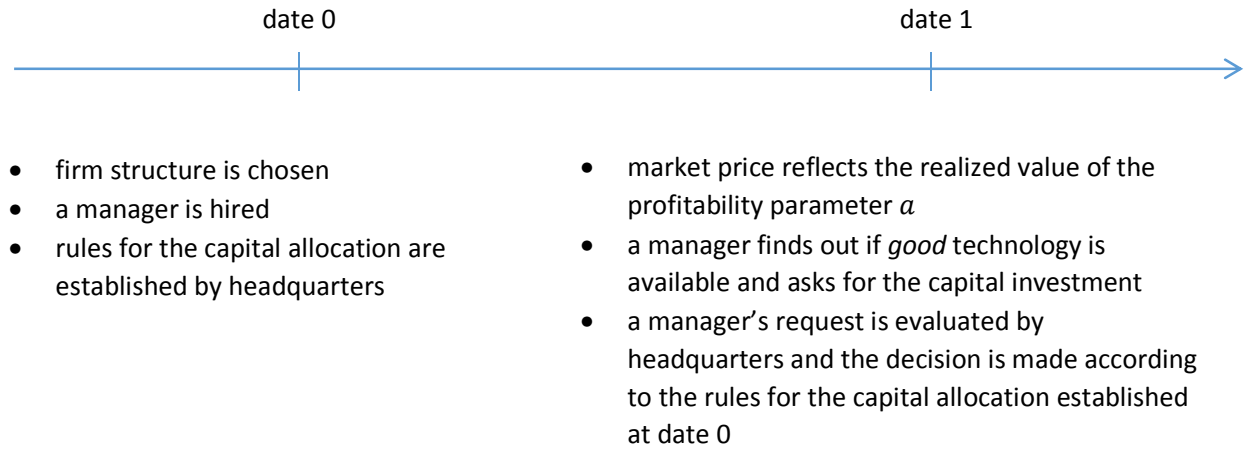 date 0
date 1
• firm structure is chosen
• a manager is hired
• rules for the capital allocation are
established by headquarters
• market price reflects the realized value of the
profitability parameter a
• a manager finds out if good technology is
available and asks for the capital investment
• a manager's request is evaluated by
headquarters and the decision is made according
to the rules for the capital allocation established
at date 0